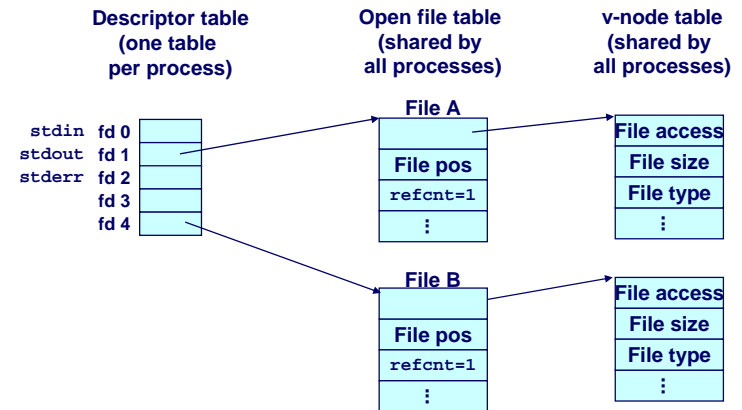 Descriptor table
(one table
per process)
Open file table
(shared by
all processes)
v-node table
(shared by
all processes)
stdin fd 0
stdout fd 1
stderr fd 2
fd 3
fd 4
File A
File pos
refcnt=1
⋮
File access
File size
File type
⋮
File B
File pos
refcnt=1
⋮
File access
File size
File type
⋮